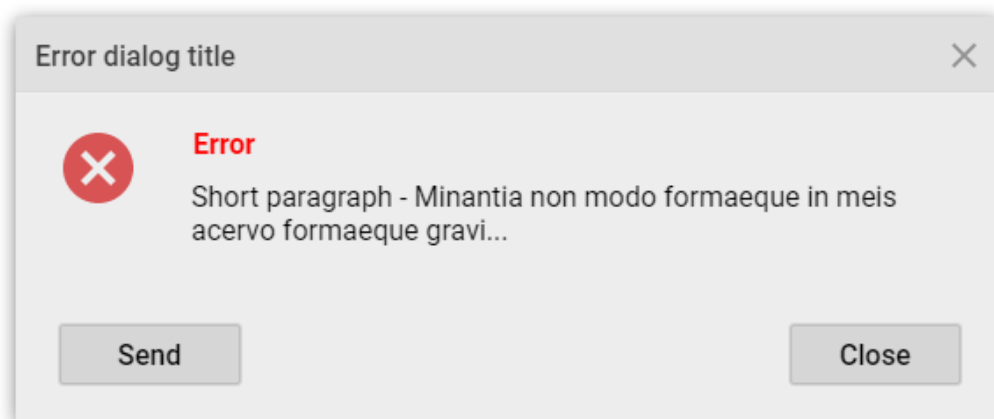 Error dialog title
Error
Short paragraph - Minantia non modo formaeque in meis
acervo formaeque gravi...
Send
Close